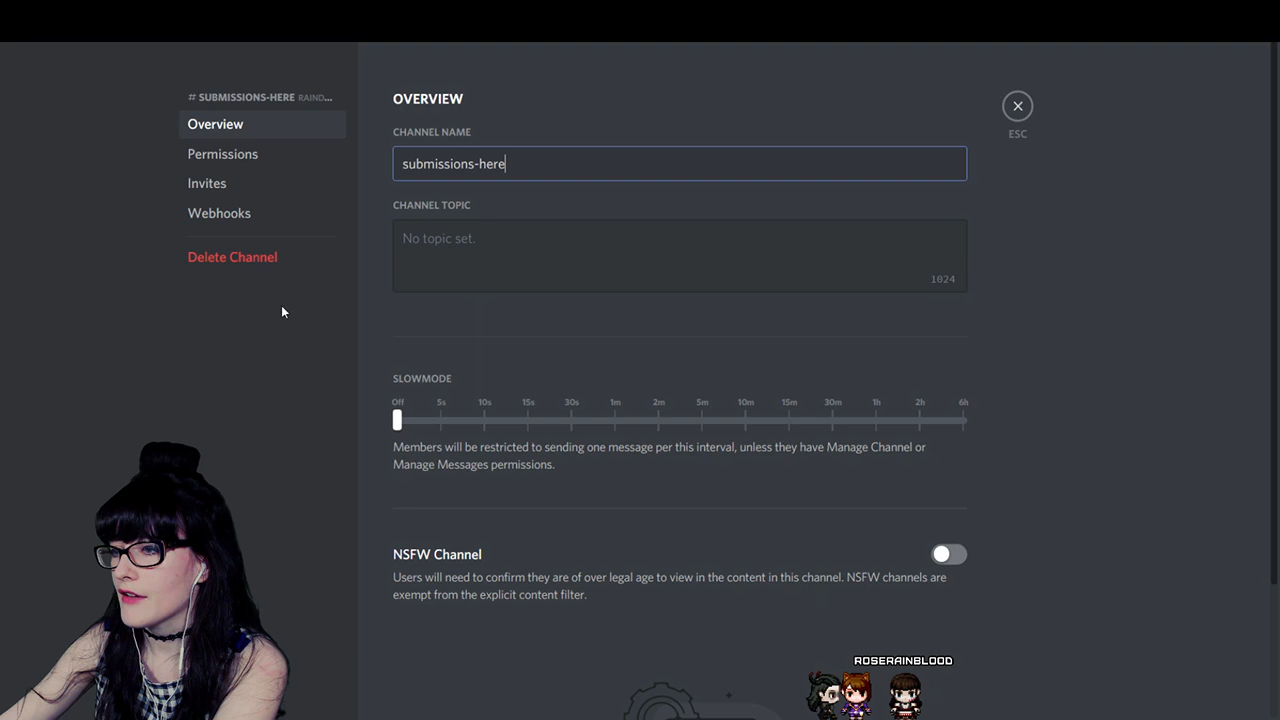 # SUBMISSIONS-HERE RAIND...
Overview
Permissions
Invites
Webhooks
Delete Channel
OVERVIEW
ESC
CHANNEL NAME
submissions-here
CHANNEL TOPIC
No topic set.
1024
SLOWMODE
Off 5s 10s 15s 30s 1m 2m 5m 10m 15m 30m 1h 2h 6h
Members will be restricted to sending one message per this interval, unless they have Manage Channel or
Manage Messages permissions.
NSFW Channel
Users will need to confirm they are of over legal age to view in the content in this channel. NSFW channels are
exempt from the explicit content filter.
ROSERAINBLOOD